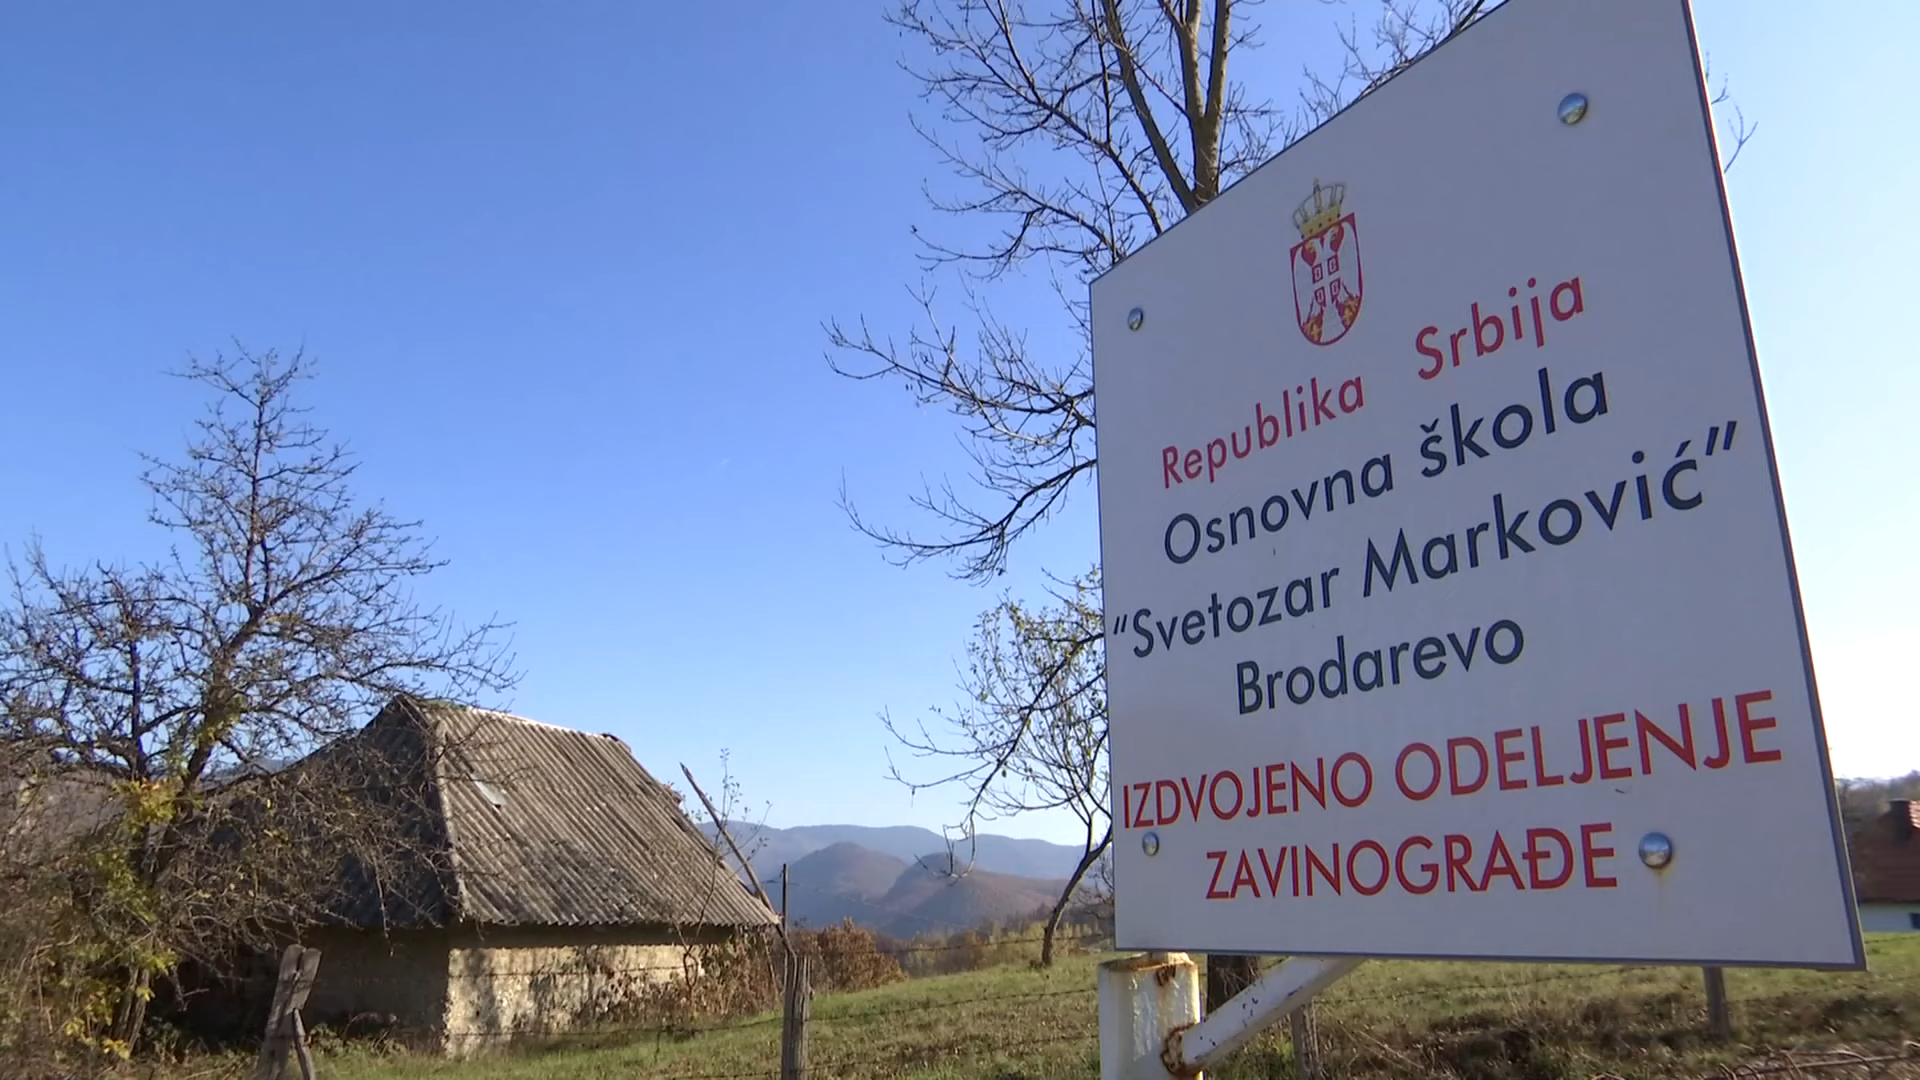 Republika Srbija
Osnovna škola
"Svetozar Marković"
Brodarevo
IZDVOJENO ODELJENJE
ZAVINOGRAĐE